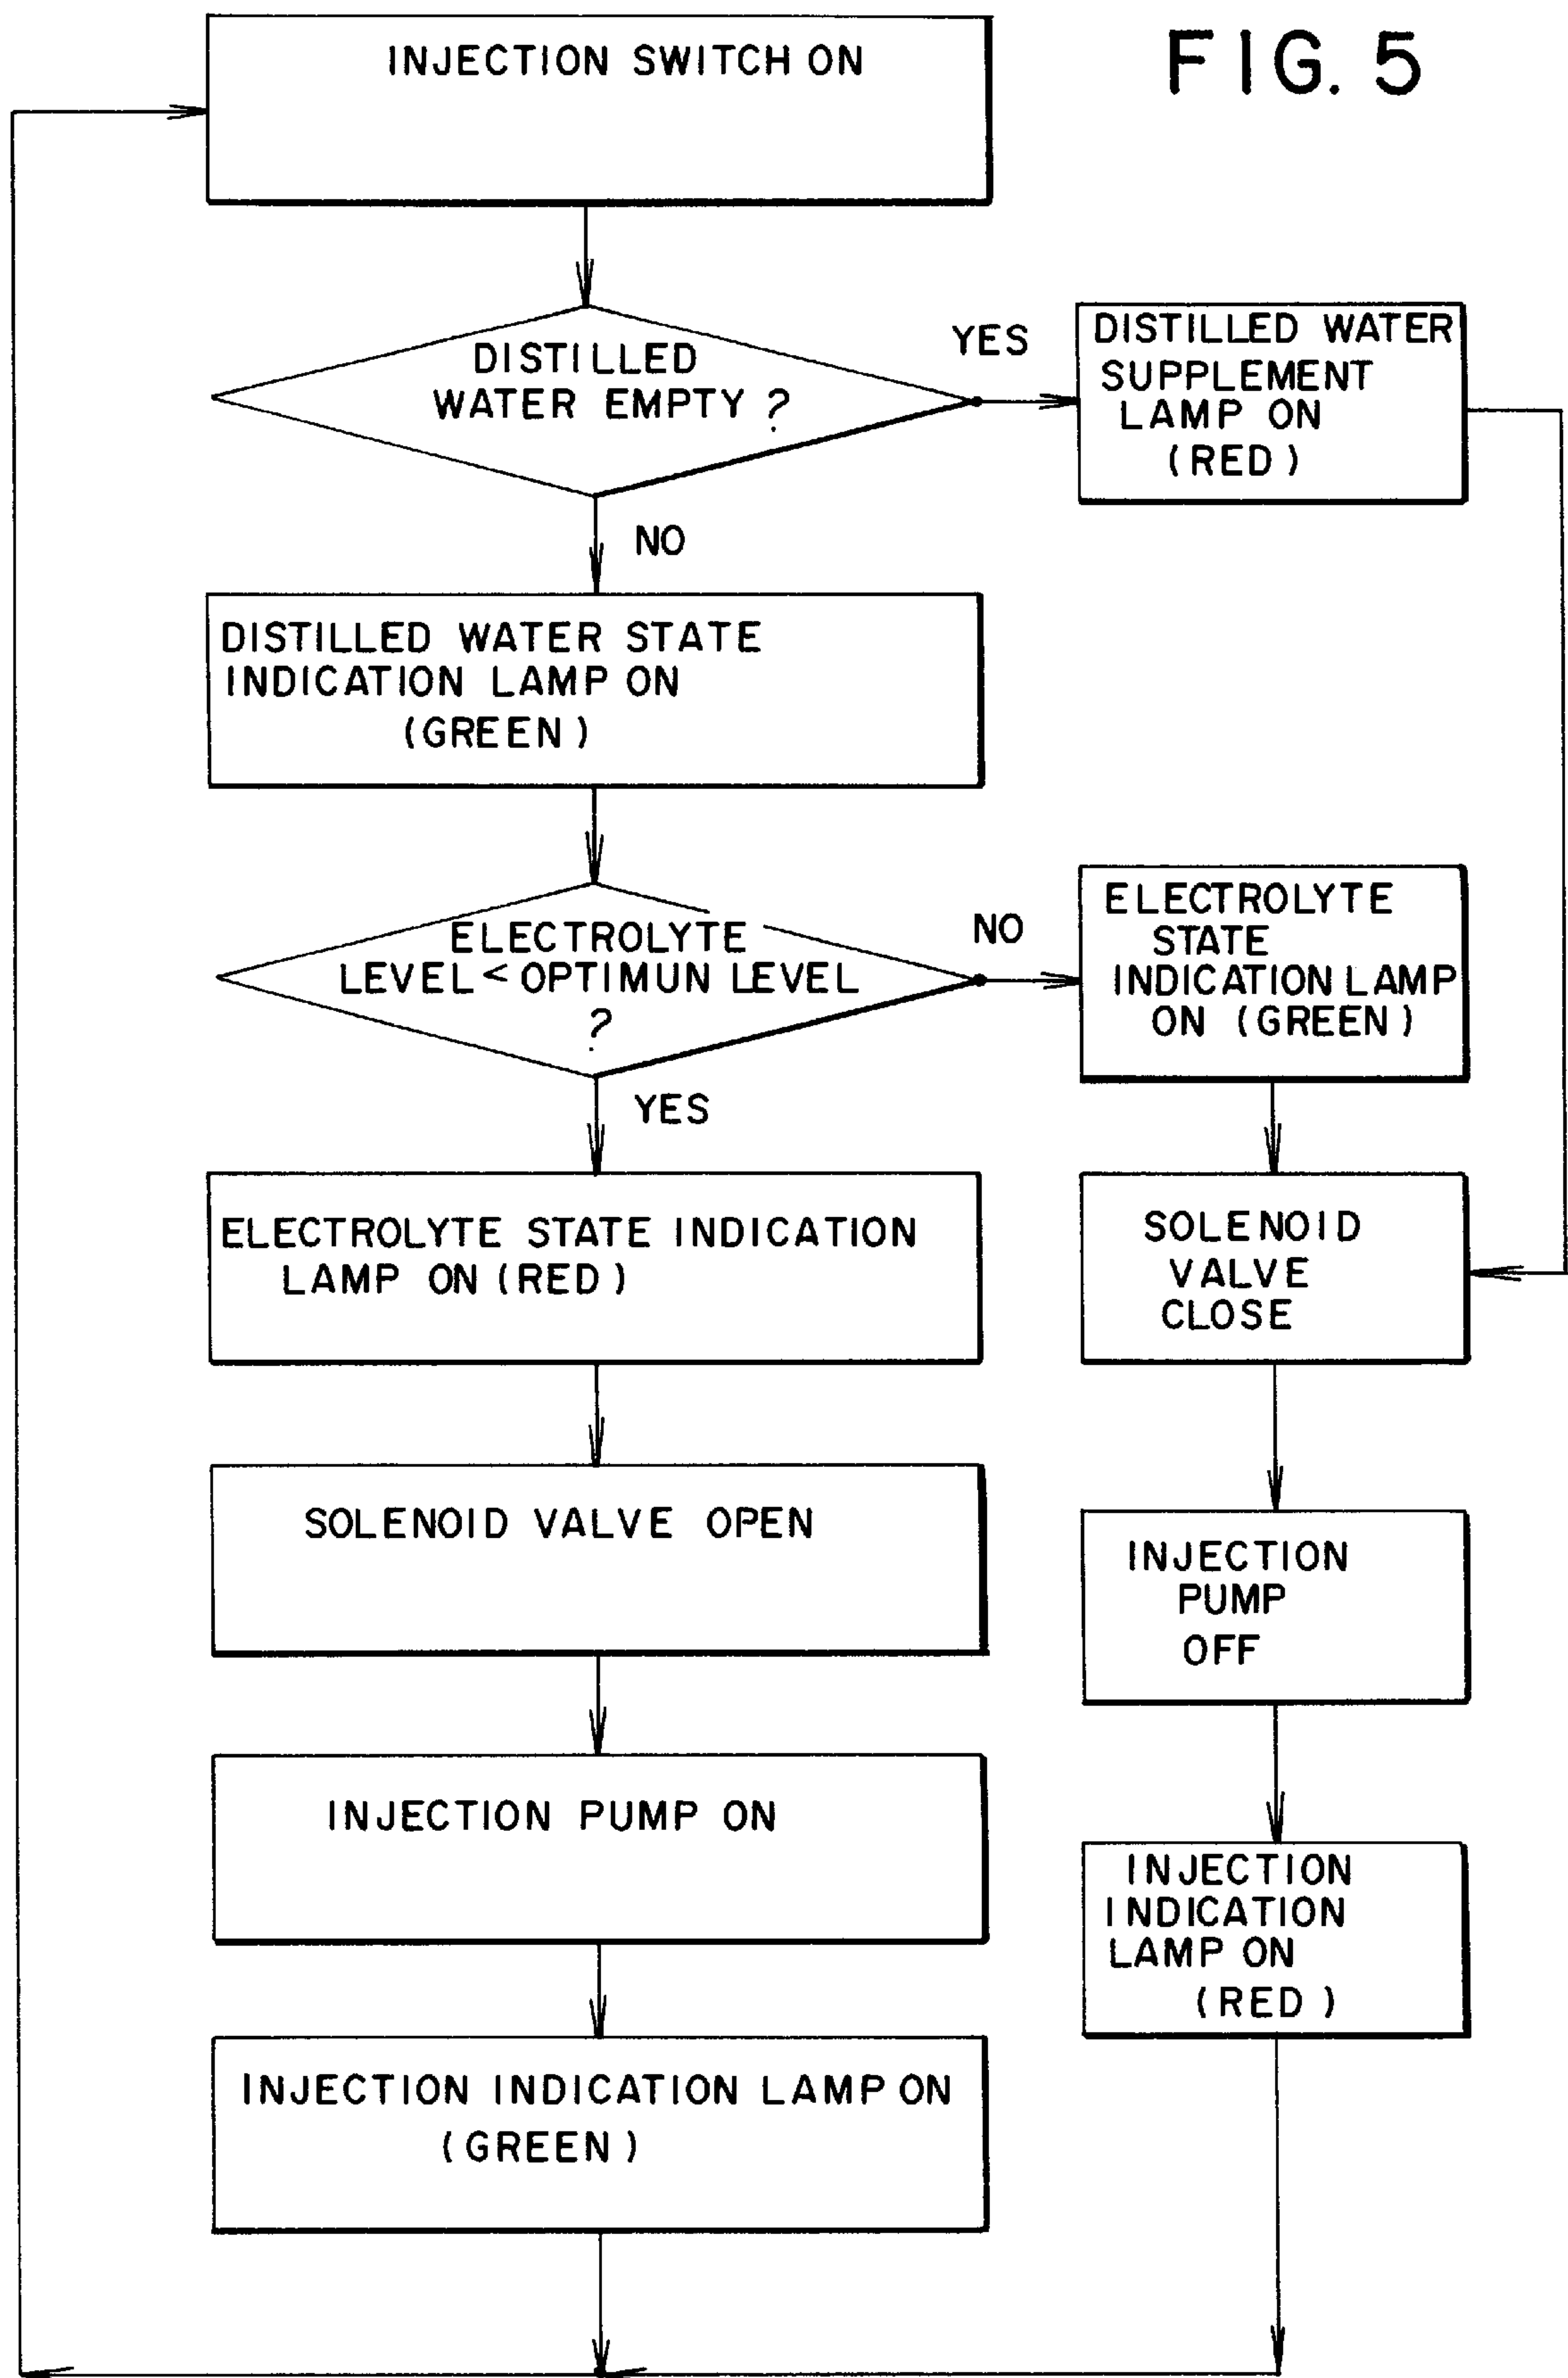 FIG. 5
INJECTION SWITCH ON
DISTILLED
WATER EMPTY ?
YES
DISTILLED WATER
SUPPLEMENT
LAMP ON
(RED)
NO
DISTILLED WATER STATE
INDICATION LAMP ON
(GREEN)
ELECTROLYTE
LEVEL < OPTIMUN LEVEL
?
NO
ELECTROLYTE
STATE
INDICATION LAMP
ON (GREEN)
YES
ELECTROLYTE STATE INDICATION
LAMP ON (RED)
SOLENOID
VALVE
CLOSE
SOLENOID VALVE OPEN
INJECTION
PUMP
OFF
INJECTION PUMP ON
INJECTION
INDICATION
LAMP ON
(RED)
INJECTION INDICATION LAMP ON
(GREEN)